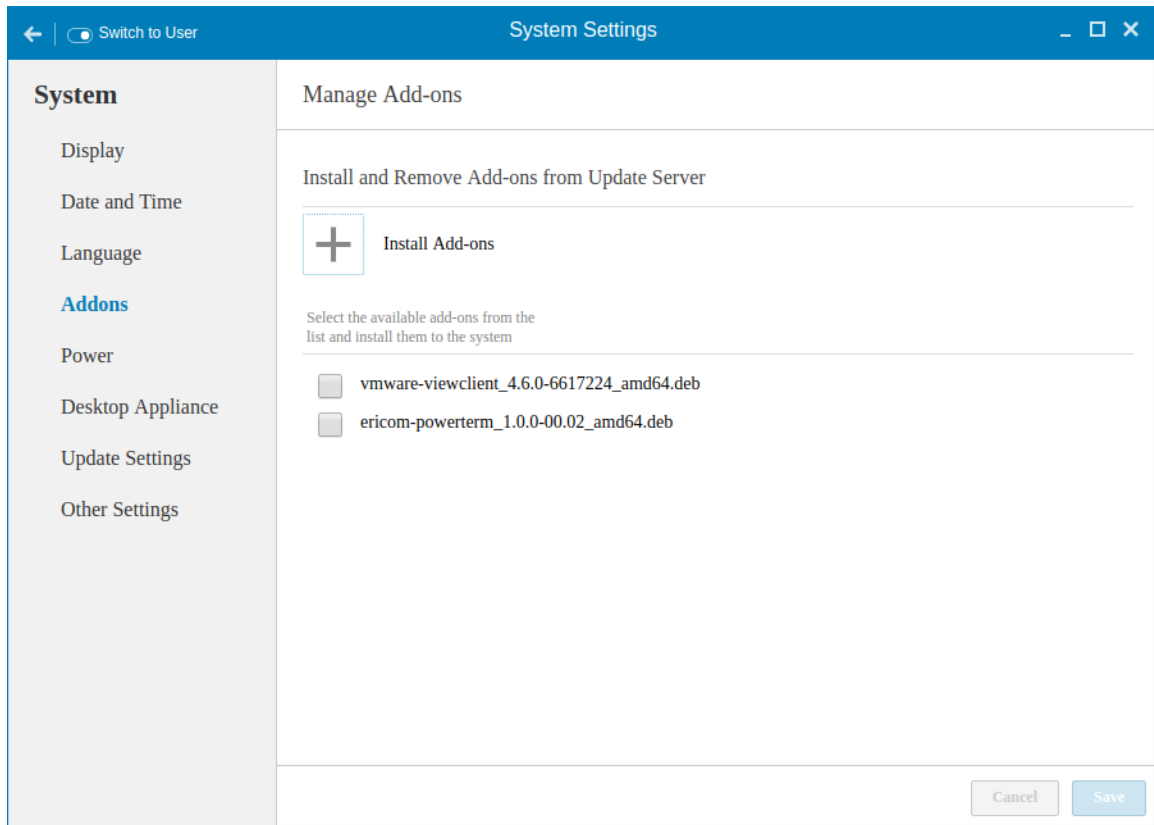 Switch to User
System Settings
System
Display
Date and Time
Language
Addons
Power
Desktop Appliance
Update Settings
Other Settings
Manage Add-ons
Install and Remove Add-ons from Update Server
Install Add-ons
Select the available add-ons from the
list and install them to the system
vmware-viewclient_4.6.0-6617224_amd64.deb
ericom-powerterm_1.0.0-00.02_amd64.deb
Cancel
Save